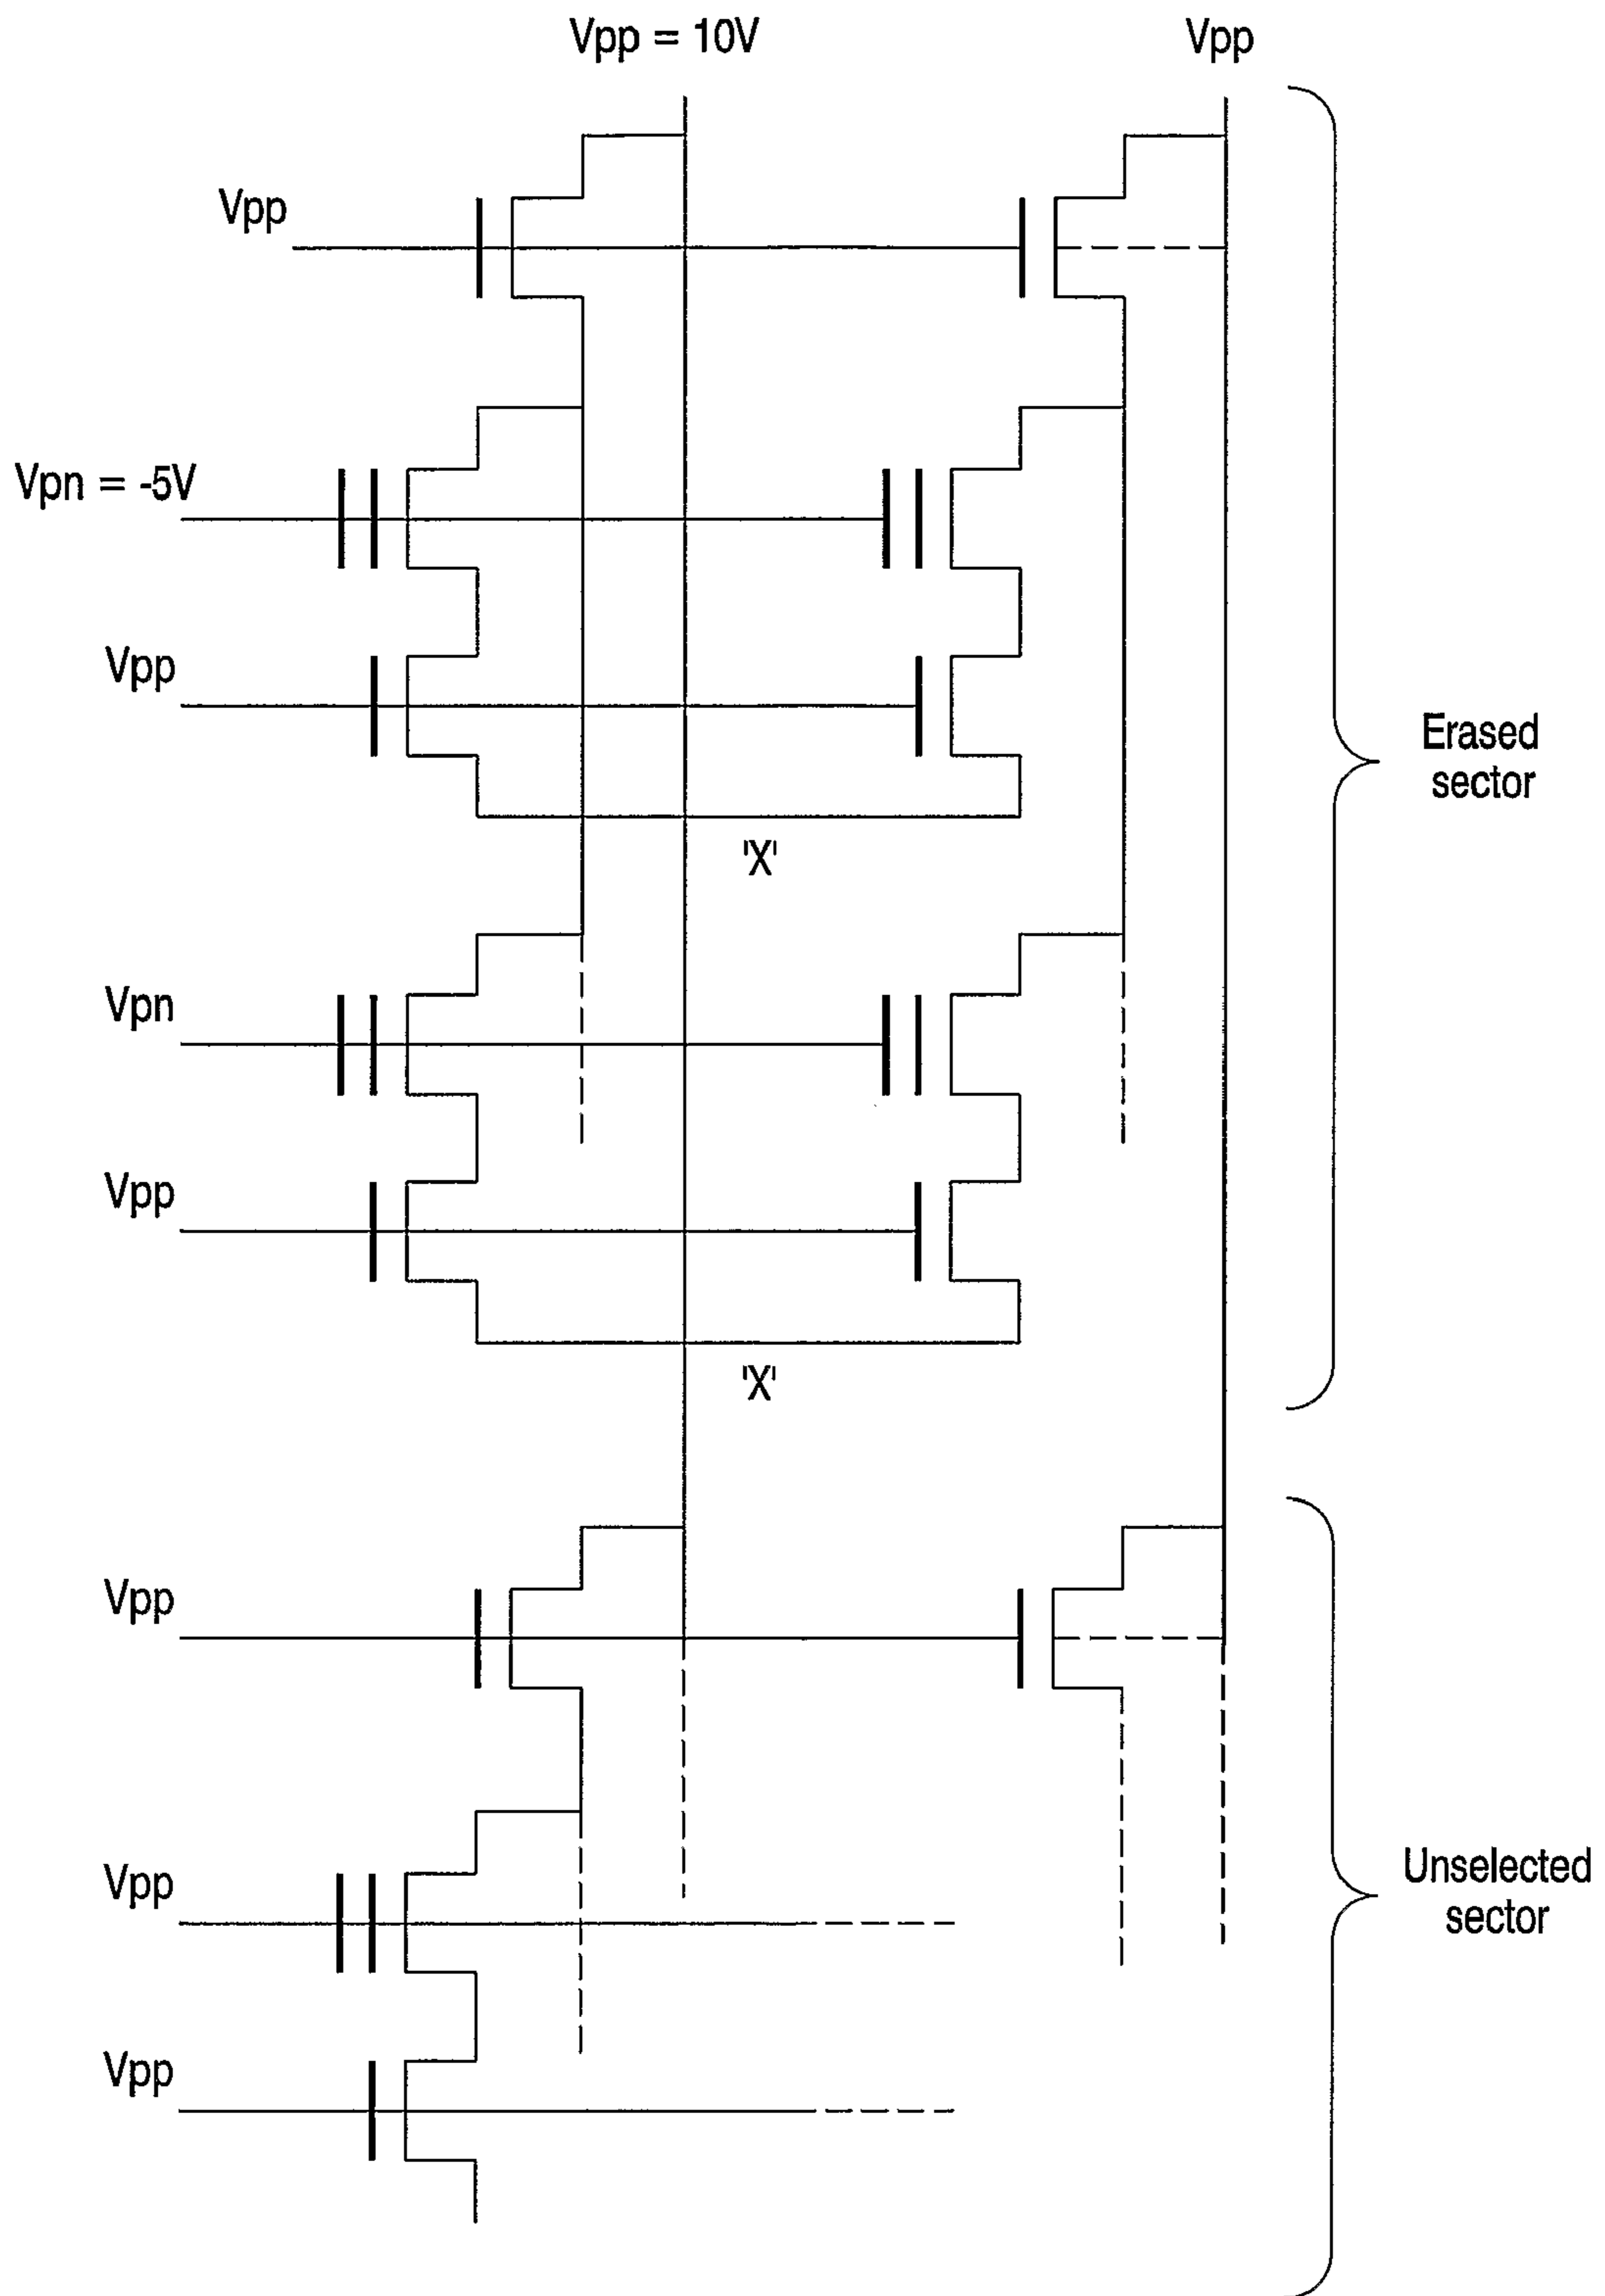 Vpp = 10V
Vpp
Vpp
Vpn = -5V
Vpp
Erased
sector
'X'
Vpn
Vpp
'X'
Vpp
Vpp
Unselected
sector
Vpp